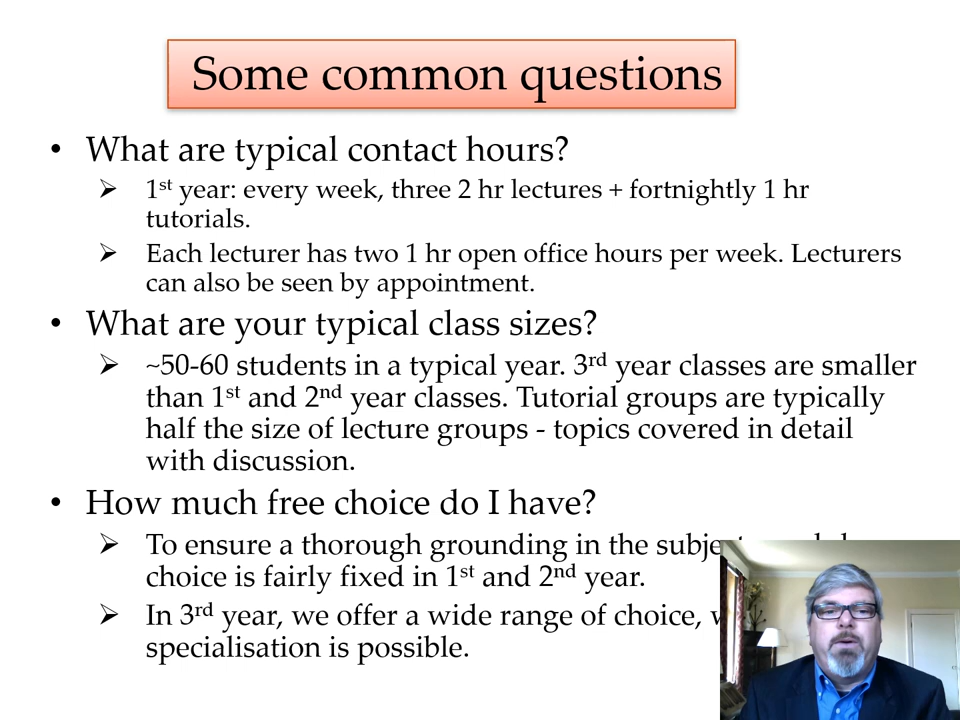 Some common questions
• What are typical contact hours?
➢ 1st year: every week, three 2 hr lectures + fortnightly 1 hr
tutorials.
➢ Each lecturer has two 1 hr open office hours per week. Lecturers
can also be seen by appointment.
• What are your typical class sizes?
➢ ~50-60 students in a typical year. 3rd year classes are smaller
than 1st and 2nd year classes. Tutorial groups are typically
half the size of lecture groups - topics covered in detail
with discussion.
• How much free choice do I have?
➢ To ensure a thorough grounding in the
choice is fairly fixed in 1st and 2nd year.
➢ In 3rd year, we offer a wide range of choice,
specialisation is possible.